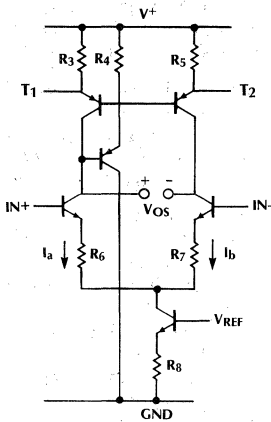 V+
R3 R4 R5
T1 T2
+ -
VOS
IN+ IN-
Ia R6 R7 Ib
VREF
R8
GND